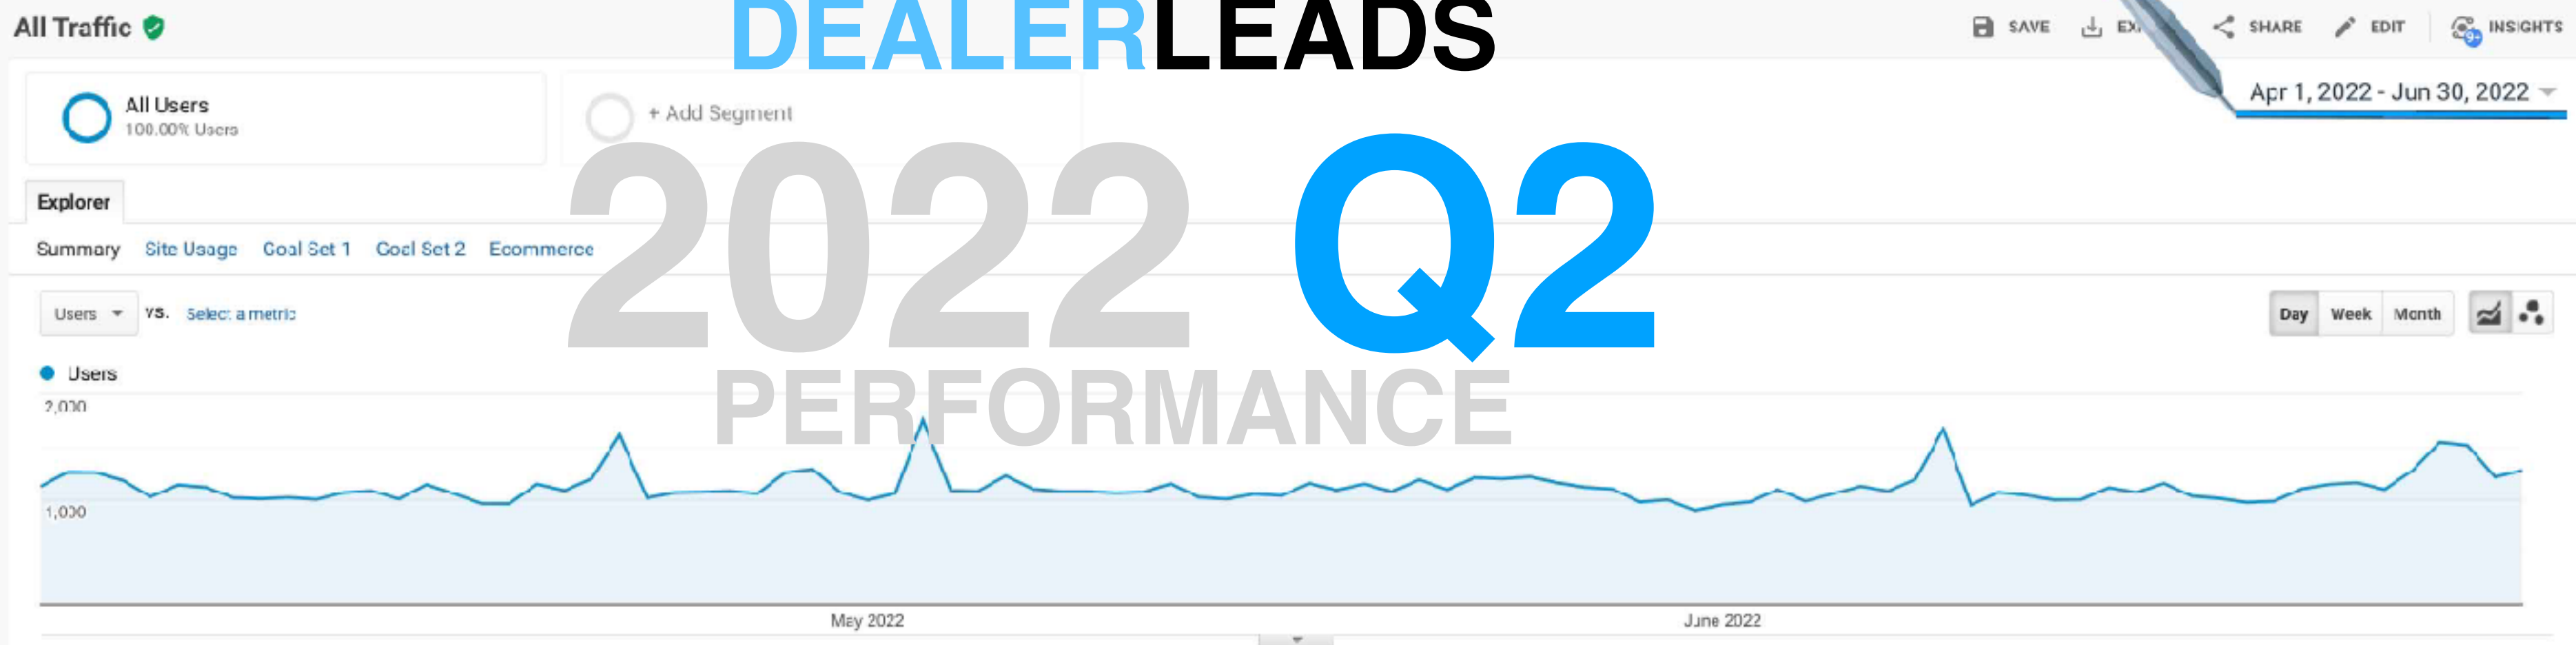 All Traffic
DEALERLEADS
SAVE
SHARE
EDIT
9+
INSIGHTS
All Users
100.00% Users
+ Add Segment
Apr 1, 2022 - Jun 30, 2022
2022 Q2
Explorer
Summary Site Usage Goal Set 1 Goal Set 2 Ecommerce
Users VS. Select a metric
Day Week Month
PERFORMANCE
Users
2,000
1,000
May 2022
June 2022